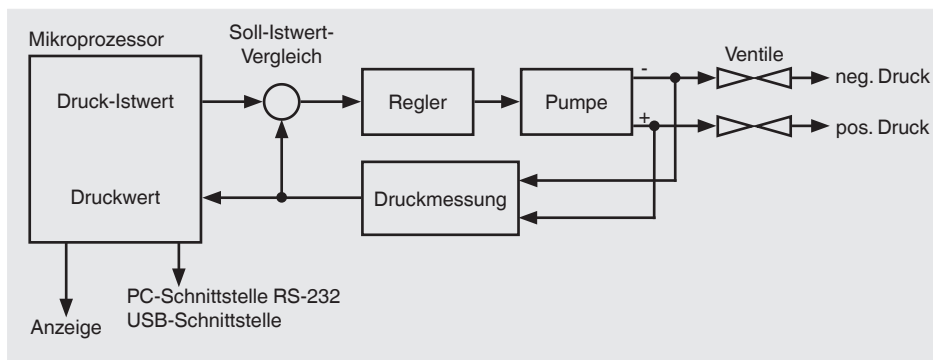 Mikroprozessor
Soll-Istwert-
Vergleich
Ventile
Druck-Istwert
Regler
Pumpe
-
+
neg. Druck
pos. Druck
Druckwert
Druckmessung
PC-Schnittstelle RS-232
USB-Schnittstelle
Anzeige